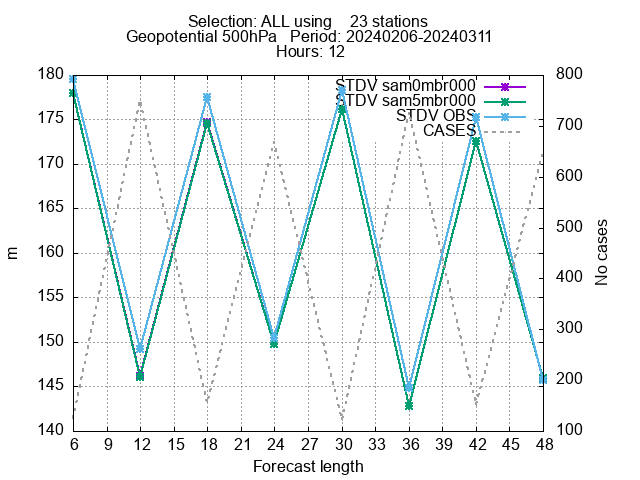 Selection: ALL using 23 stations
Geopotential 500hPa Period: 20240206-20240311
Hours: 12
STDV sam0mbr000
STDV sam5mbr000
STDV OBS
CASES
180
175
170
165
160
155
150
145
140
m
800
700
600
500
400
300
200
100
No cases
6 9 12 15 18 21 24 27 30 33 36 39 42 45 48
Forecast length